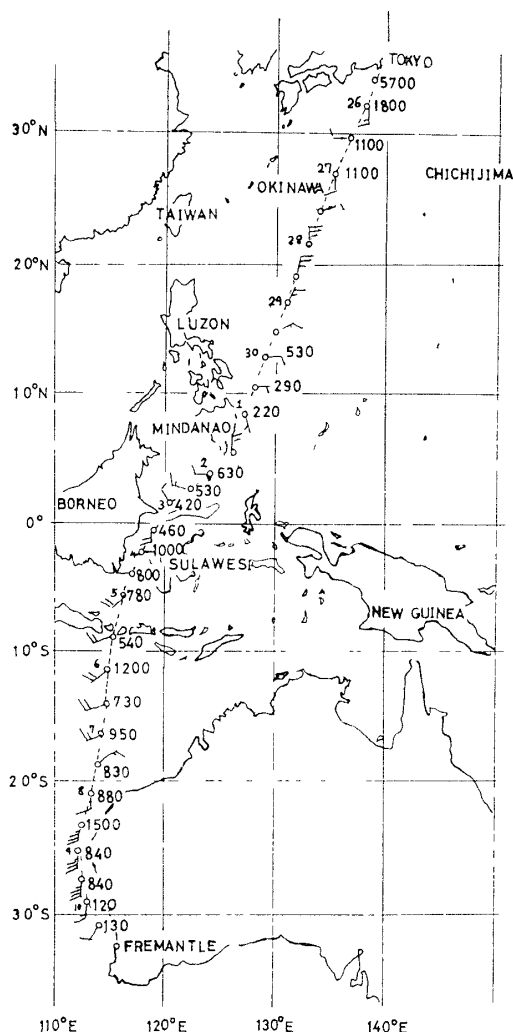 TOKYO
5700
26 1800
30°N
1100
27 1100
CHICHIJIMA
OKINAWA
TAIWAN
28
20°N
29
LUZON
30 530
290
10°N
1 220
MINDANAO
2 630
530
BORNEO
3 420
0°
460
4 1000
SULAWESI
800
5 780
NEW GUINEA
540
10°S
6 1200
730
7 950
830
20°S
8 880
1500
9 840
840
10 120
30°S
130
FREMANTLE
110°E 120°E 130°E 140°E